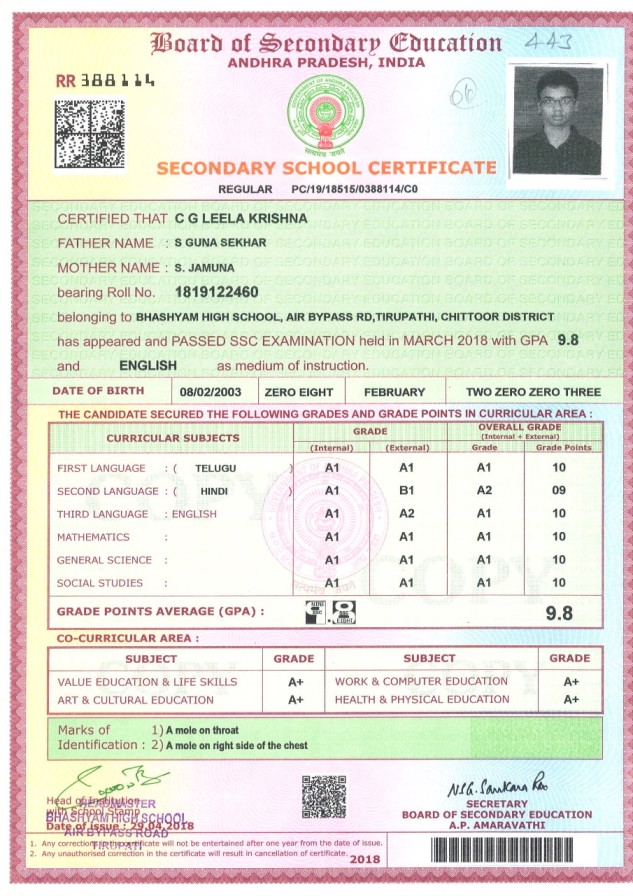 Board of Secondary Education
443
ANDHRA PRADESH, INDIA
RR 388114
सत्यमेव जयते
SECONDARY SCHOOL CERTIFICATE
REGULAR PC/19/18515/0388114/C0
CERTIFIED THAT C G LEELA KRISHNA
FATHER NAME : S GUNA SEKHAR
MOTHER NAME : S. JAMUNA
bearing Roll No. 1819122460
belonging to BHASHYAM HIGH SCHOOL, AIR BYPASS RD,TIRUPATHI, CHITTOOR DISTRICT
has appeared and PASSED SSC EXAMINATION held in MARCH 2018 with GPA 9.8
and ENGLISH as medium of instruction.
DATE OF BIRTH 08/02/2003 ZERO EIGHT FEBRUARY TWO ZERO ZERO THREE
THE CANDIDATE SECURED THE FOLLOWING GRADES AND GRADE POINTS IN CURRICULAR AREA :
CURRICULAR SUBJECTS GRADE OVERALL GRADE
(Internal + External)
(Internal) (External) Grade Grade Points
FIRST LANGUAGE : ( TELUGU ) A1 A1 A1 10
SECOND LANGUAGE : ( HINDI ) A1 B1 A2 09
THIRD LANGUAGE : ENGLISH A1 A2 A1 10
MATHEMATICS : A1 A1 A1 10
GENERAL SCIENCE : A1 A1 A1 10
SOCIAL STUDIES : A1 A1 A1 10
GRADE POINTS AVERAGE (GPA) : NINE SSC . SSC EIGHT 9.8
CO-CURRICULAR AREA :
SUBJECT GRADE SUBJECT GRADE
VALUE EDUCATION & LIFE SKILLS A+ WORK & COMPUTER EDUCATION A+
ART & CULTURAL EDUCATION A+ HEALTH & PHYSICAL EDUCATION A+
Marks of 1) A mole on throat
Identification : 2) A mole on right side of the chest
N.S.G. Sankara Rao
Head of Institution
with School Stamp
HEADMASTER
BHASHYAM HIGH SCHOOL
AIR BYPASS ROAD
TIRUPATI
Date of issue : 29.04.2018
SECRETARY
BOARD OF SECONDARY EDUCATION
A.P. AMARAVATHI
1. Any corrections in the certificate will not be entertained after one year from the date of issue.
2. Any unauthorised correction in the certificate will result in cancellation of certificate.
2018